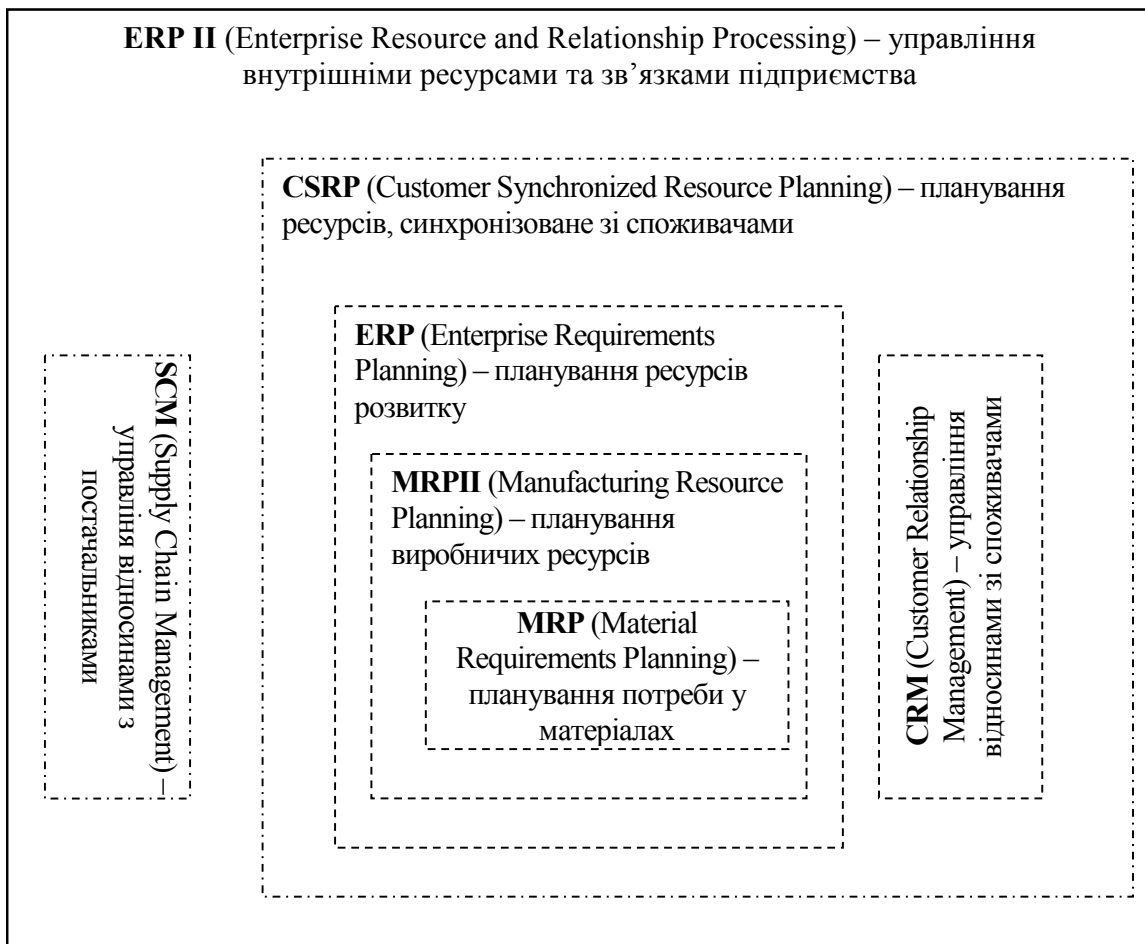 ERP II (Enterprise Resource and Relationship Processing) – управління
внутрішніми ресурсами та зв’язками підприємства
CSRP (Customer Synchronized Resource Planning) – планування
ресурсів, синхронізоване зі споживачами
ERP (Enterprise Requirements
Planning) – планування ресурсів
розвитку
MRPII (Manufacturing Resource
Planning) – планування
виробничих ресурсів
MRP (Material
Requirements Planning) –
планування потреби у
матеріалах
SCM (Supply Chain Management) –
управління відносинами з
постачальниками
CRM (Customer Relationship
Management) – управління
відносинами зі споживачами